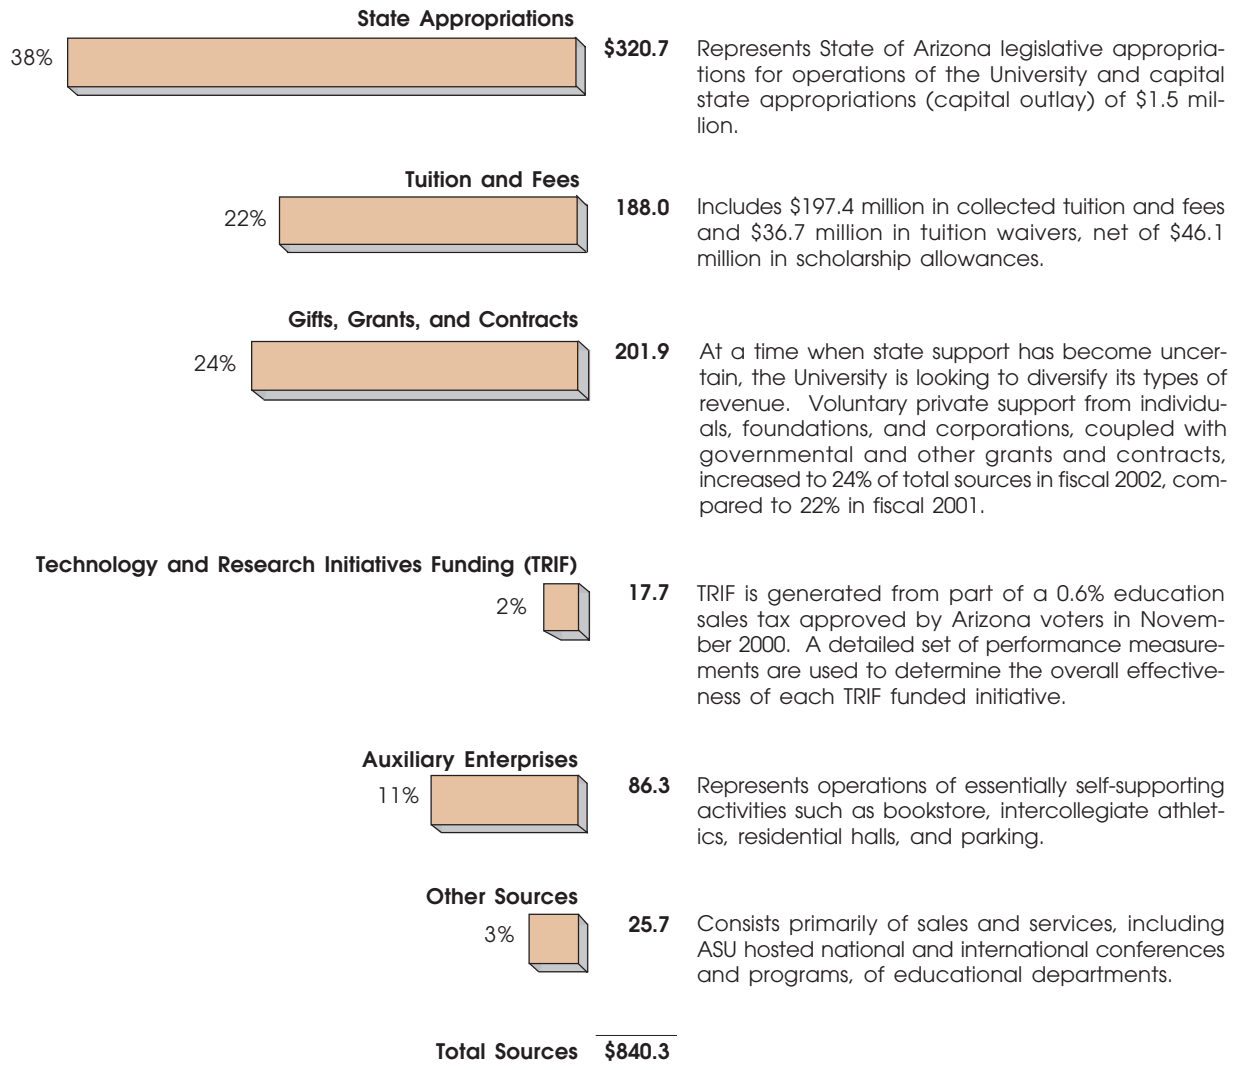 State Appropriations
38%
$320.7
Represents State of Arizona legislative appropria-
tions for operations of the University and capital
state appropriations (capital outlay) of $1.5 mil-
lion.
Tuition and Fees
22%
188.0
Includes $197.4 million in collected tuition and fees
and $36.7 million in tuition waivers, net of $46.1
million in scholarship allowances.
Gifts, Grants, and Contracts
24%
201.9
At a time when state support has become uncer-
tain, the University is looking to diversify its types of
revenue. Voluntary private support from individu-
als, foundations, and corporations, coupled with
governmental and other grants and contracts,
increased to 24% of total sources in fiscal 2002, com-
pared to 22% in fiscal 2001.
Technology and Research Initiatives Funding (TRIF)
2%
17.7
TRIF is generated from part of a 0.6% education
sales tax approved by Arizona voters in Novem-
ber 2000. A detailed set of performance measure-
ments are used to determine the overall effective-
ness of each TRIF funded initiative.
Auxiliary Enterprises
11%
86.3
Represents operations of essentially self-supporting
activities such as bookstore, intercollegiate athlet-
ics, residential halls, and parking.
Other Sources
3%
25.7
Consists primarily of sales and services, including
ASU hosted national and international conferences
and programs, of educational departments.
Total Sources $840.3